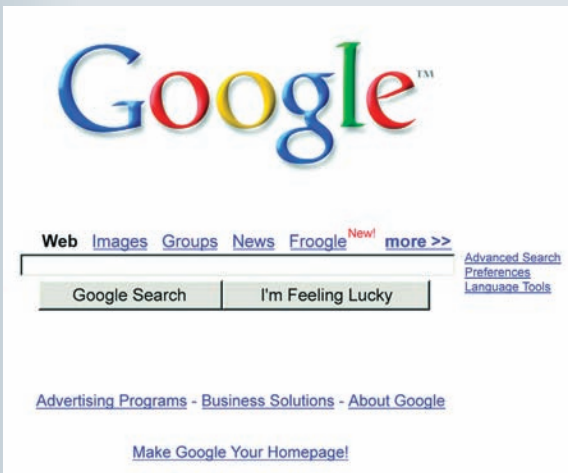 Google™
Web Images Groups News Froogle New! more >>
Advanced Search
Preferences
Language Tools
Google Search I'm Feeling Lucky
Advertising Programs - Business Solutions - About Google
Make Google Your Homepage!